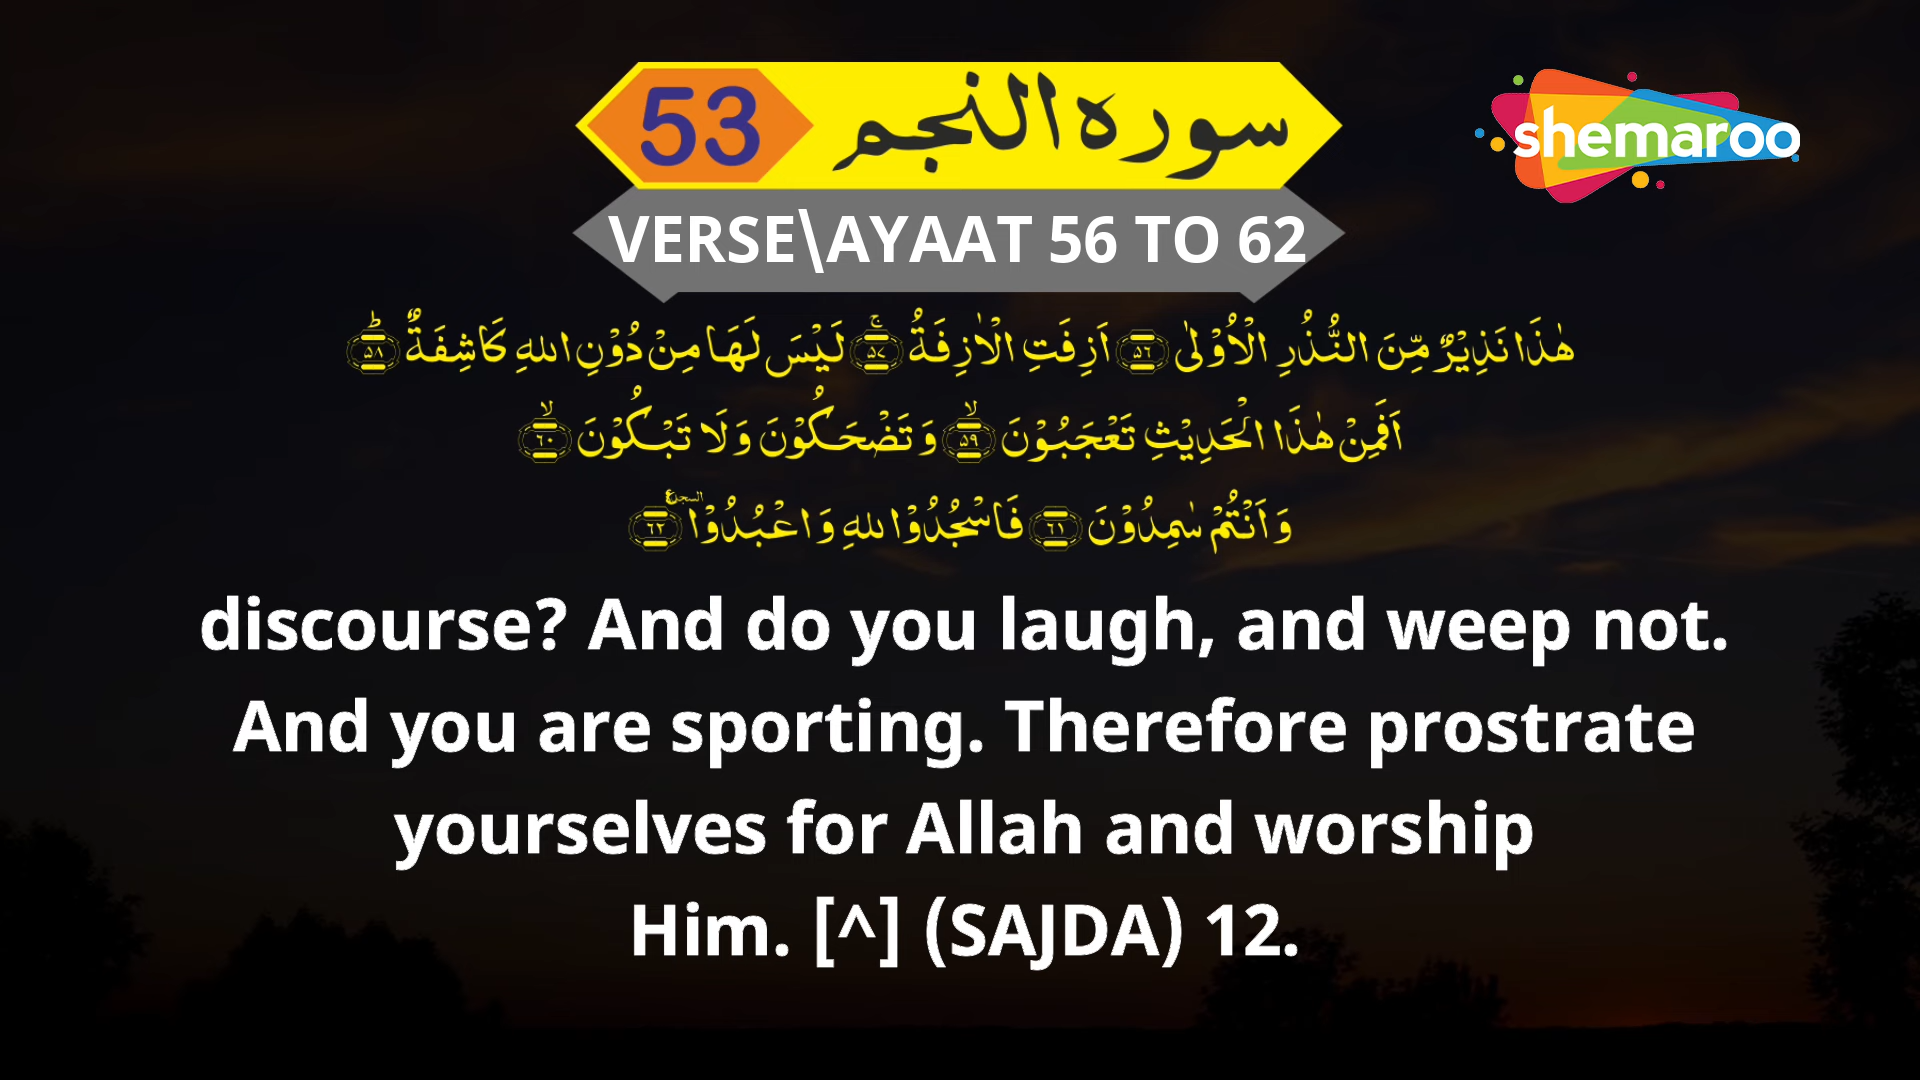 53 سوره النجم
shemaroo
VERSE\AYAAT 56 TO 62
هٰذَا نَذِيْرٌ مِّنَ النُّذُرِ الْاُوْلٰى ﴿۵۶﴾ اَزِفَتِ الْاٰزِفَةُ ۚ ﴿۵۷﴾ لَيْسَ لَهَا مِنْ دُوْنِ اللهِ كَاشِفَةٌ ؕ ﴿۵۸﴾
اَفَمِنْ هٰذَا الْحَدِيْثِ تَعْجَبُوْنَ ۙ ﴿۵۹﴾ وَ تَضْحَكُوْنَ وَ لَا تَبْكُوْنَ ۙ ﴿۶۰﴾
وَ اَنْتُمْ سٰمِدُوْنَ ﴿۶۱﴾ فَاسْجُدُوْا لِلهِ وَ اعْبُدُوْا ۩ السجدة ﴿۶۲﴾
discourse? And do you laugh, and weep not.
And you are sporting. Therefore prostrate
yourselves for Allah and worship
Him. [^] (SAJDA) 12.